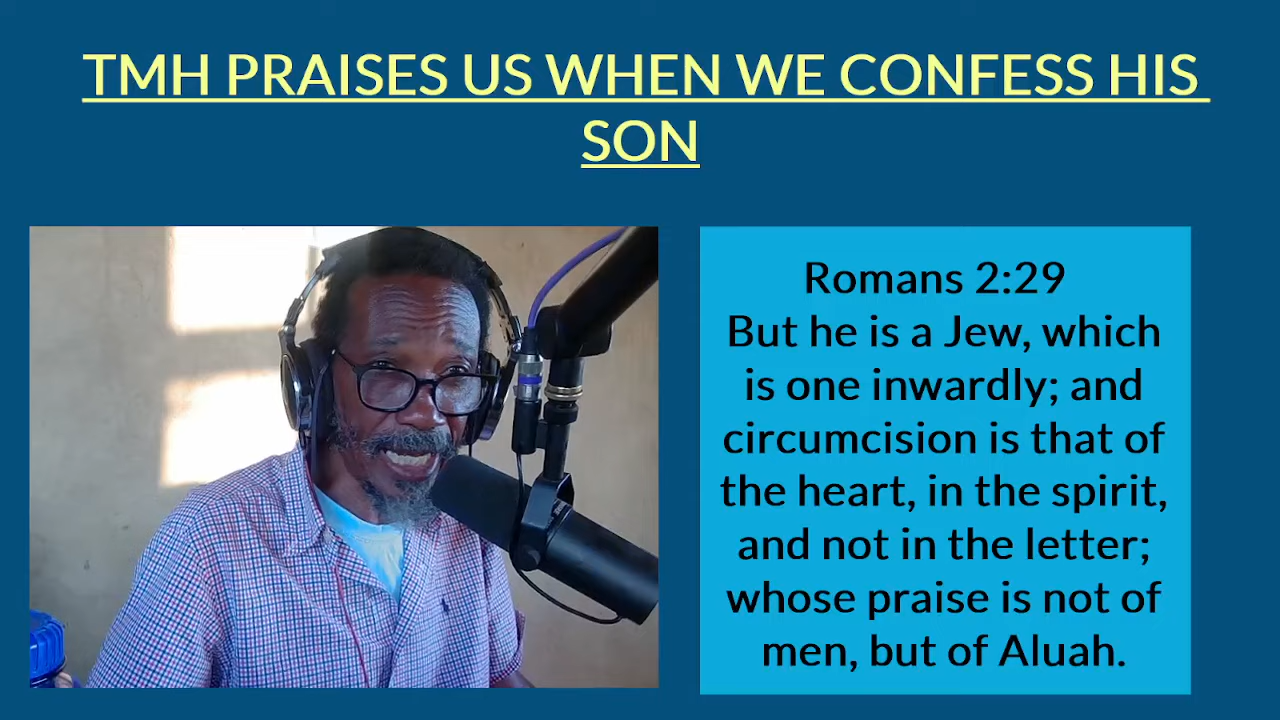 TMH PRAISES US WHEN WE CONFESS HIS
SON
Romans 2:29
But he is a Jew, which
is one inwardly; and
circumcision is that of
the heart, in the spirit,
and not in the letter;
whose praise is not of
men, but of Aluah.